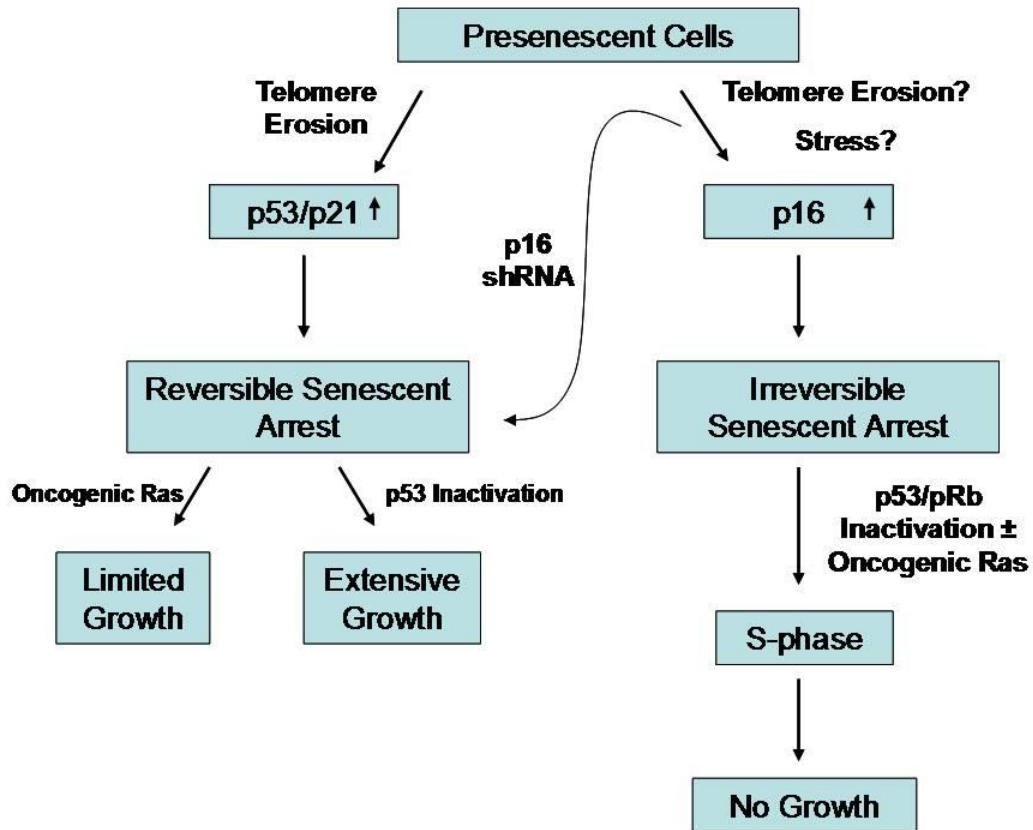 Presenescent Cells
Telomere
Erosion
Telomere Erosion?
Stress?
p53/p21 ↑
p16 ↑
p16
shRNA
Reversible Senescent
Arrest
Irreversible
Senescent Arrest
Oncogenic Ras
p53 Inactivation
p53/pRb
Inactivation ±
Oncogenic Ras
Limited
Growth
Extensive
Growth
S-phase
No Growth